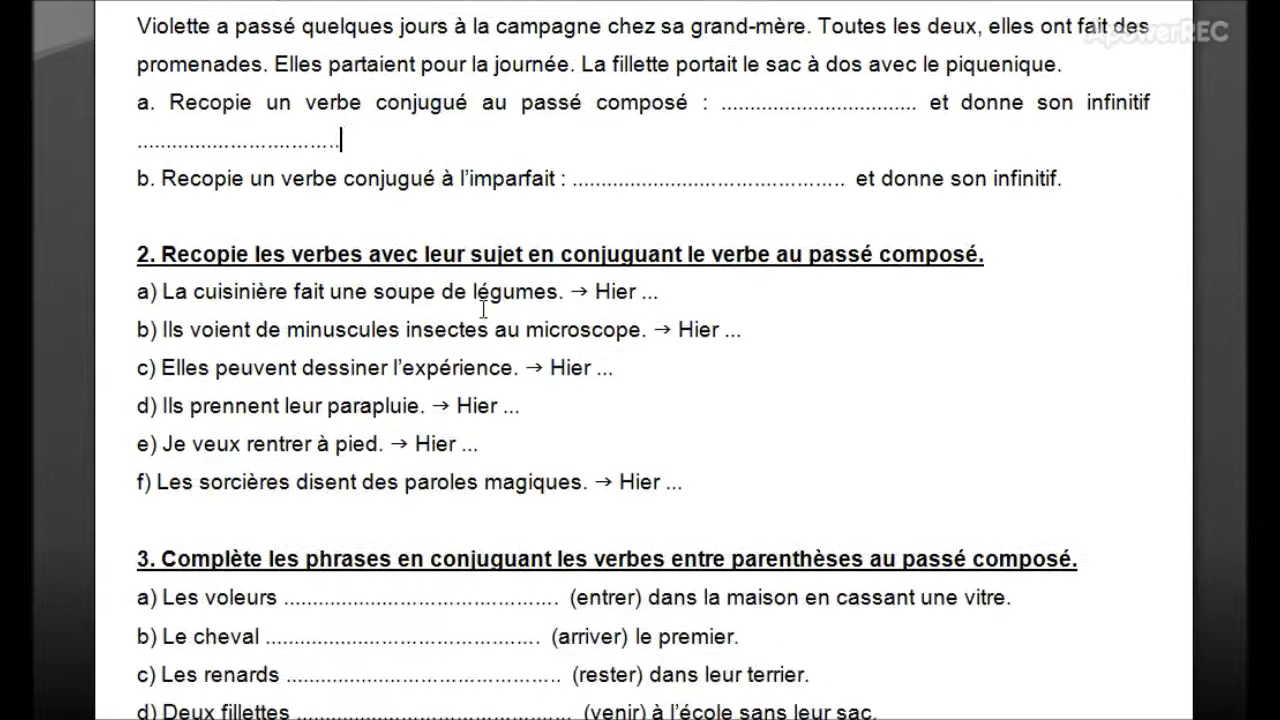 ApowerREC
Violette a passé quelques jours à la campagne chez sa grand-mère. Toutes les deux, elles ont fait des
promenades. Elles partaient pour la journée. La fillette portait le sac à dos avec le piquenique.
a. Recopie un verbe conjugué au passé composé : .................................. et donne son infinitif
...................................
b. Recopie un verbe conjugué à l’imparfait : ............................................... et donne son infinitif.
2. Recopie les verbes avec leur sujet en conjuguant le verbe au passé composé.
a) La cuisinière fait une soupe de légumes. → Hier ...
b) Ils voient de minuscules insectes au microscope. → Hier ...
c) Elles peuvent dessiner l’expérience. → Hier ...
d) Ils prennent leur parapluie. → Hier ...
e) Je veux rentrer à pied. → Hier ...
f) Les sorcières disent des paroles magiques. → Hier ...
3. Complète les phrases en conjuguant les verbes entre parenthèses au passé composé.
a) Les voleurs ............................................... (entrer) dans la maison en cassant une vitre.
b) Le cheval ............................................... (arriver) le premier.
c) Les renards ............................................... (rester) dans leur terrier.
d) Deux fillettes ............................................... (venir) à l’école sans leur sac.